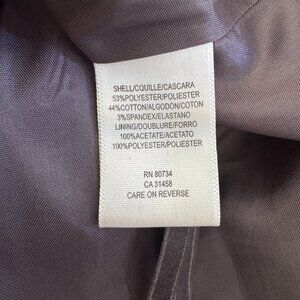 SHELL/CQUILLE/CASCARA
53%POLYESTER/POLIESTER
44%COTTON/ALGODON/COTON
3%SPANDEX/ELASTANO
LINING/DOUBLURE/FORRO
100%ACETATE/ACETATO
100%POLYESTER/POLIESTER
RN 80734
CA 31458
CARE ON REVERSE